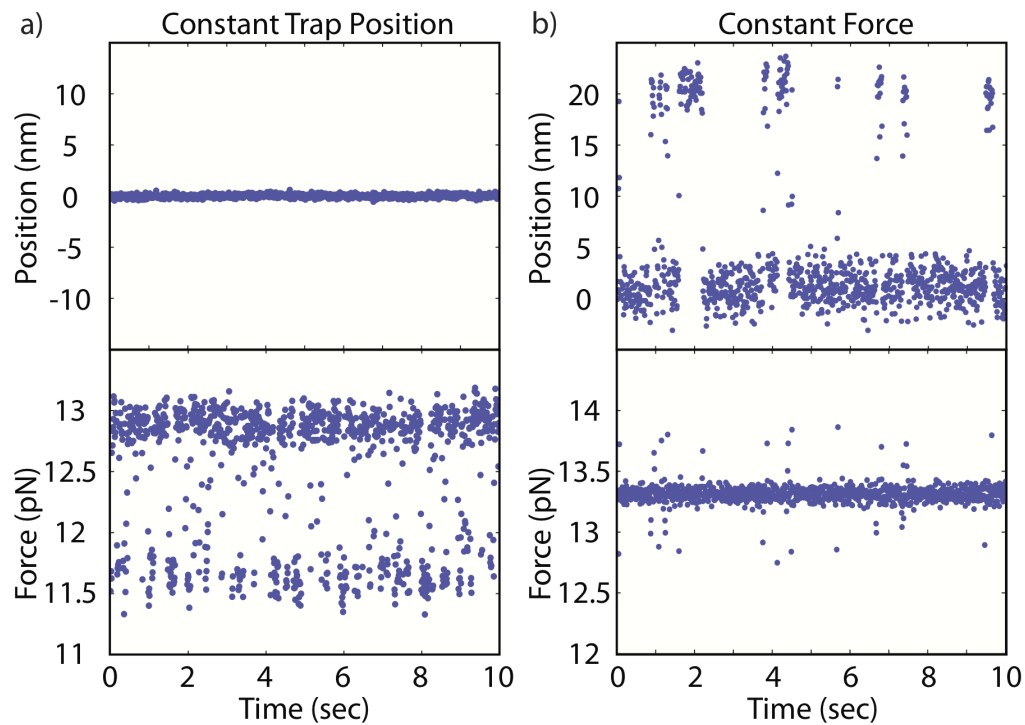 a) Constant Trap Position
b) Constant Force
Position (nm)
10
5
0
-5
-10
Position (nm)
20
15
10
5
0
Force (pN)
13
12.5
12
11.5
11
Force (pN)
14
13.5
13
12.5
12
0 2 4 6 8 10
Time (sec)
0 2 4 6 8 10
Time (sec)